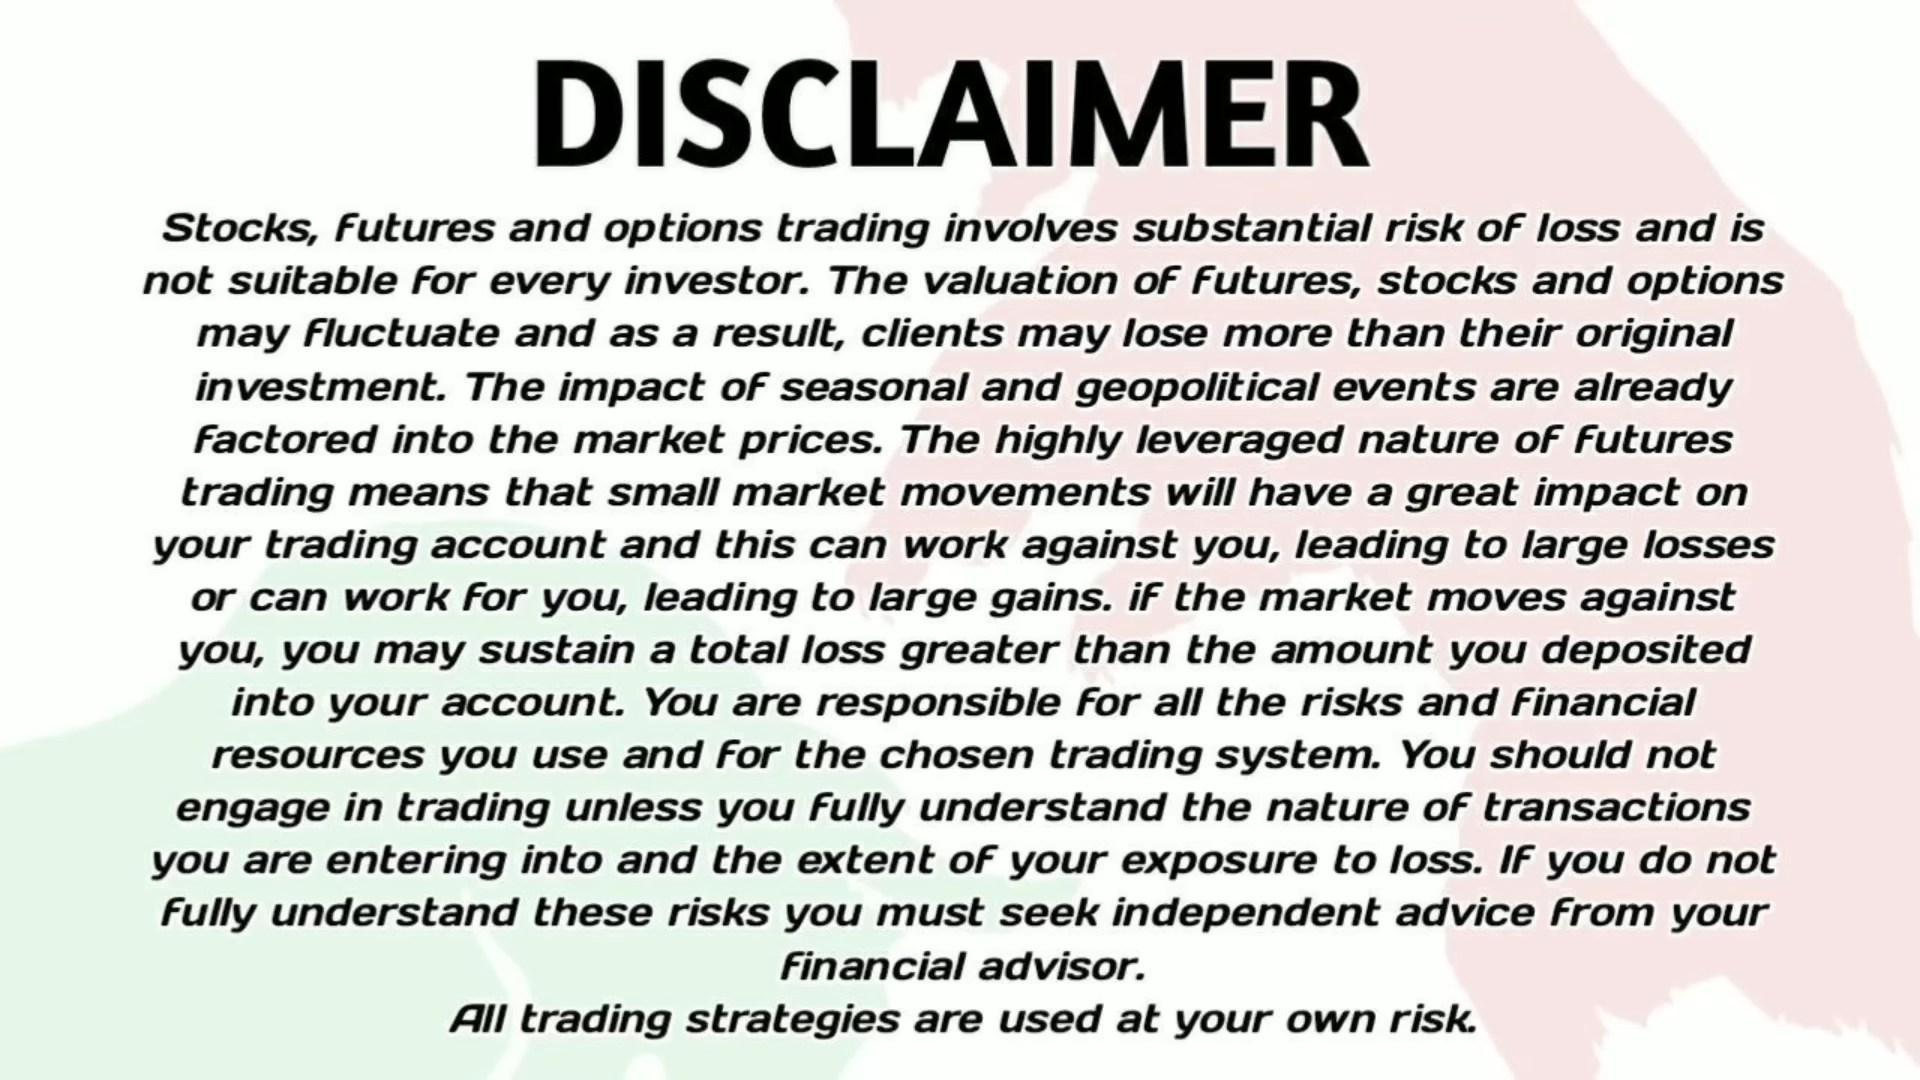 DISCLAIMER
Stocks, futures and options trading involves substantial risk of loss and is
not suitable for every investor. The valuation of futures, stocks and options
may fluctuate and as a result, clients may lose more than their original
investment. The impact of seasonal and geopolitical events are already
factored into the market prices. The highly leveraged nature of futures
trading means that small market movements will have a great impact on
your trading account and this can work against you, leading to large losses
or can work for you, leading to large gains. if the market moves against
you, you may sustain a total loss greater than the amount you deposited
into your account. You are responsible for all the risks and financial
resources you use and for the chosen trading system. You should not
engage in trading unless you fully understand the nature of transactions
you are entering into and the extent of your exposure to loss. If you do not
fully understand these risks you must seek independent advice from your
financial advisor.
All trading strategies are used at your own risk.